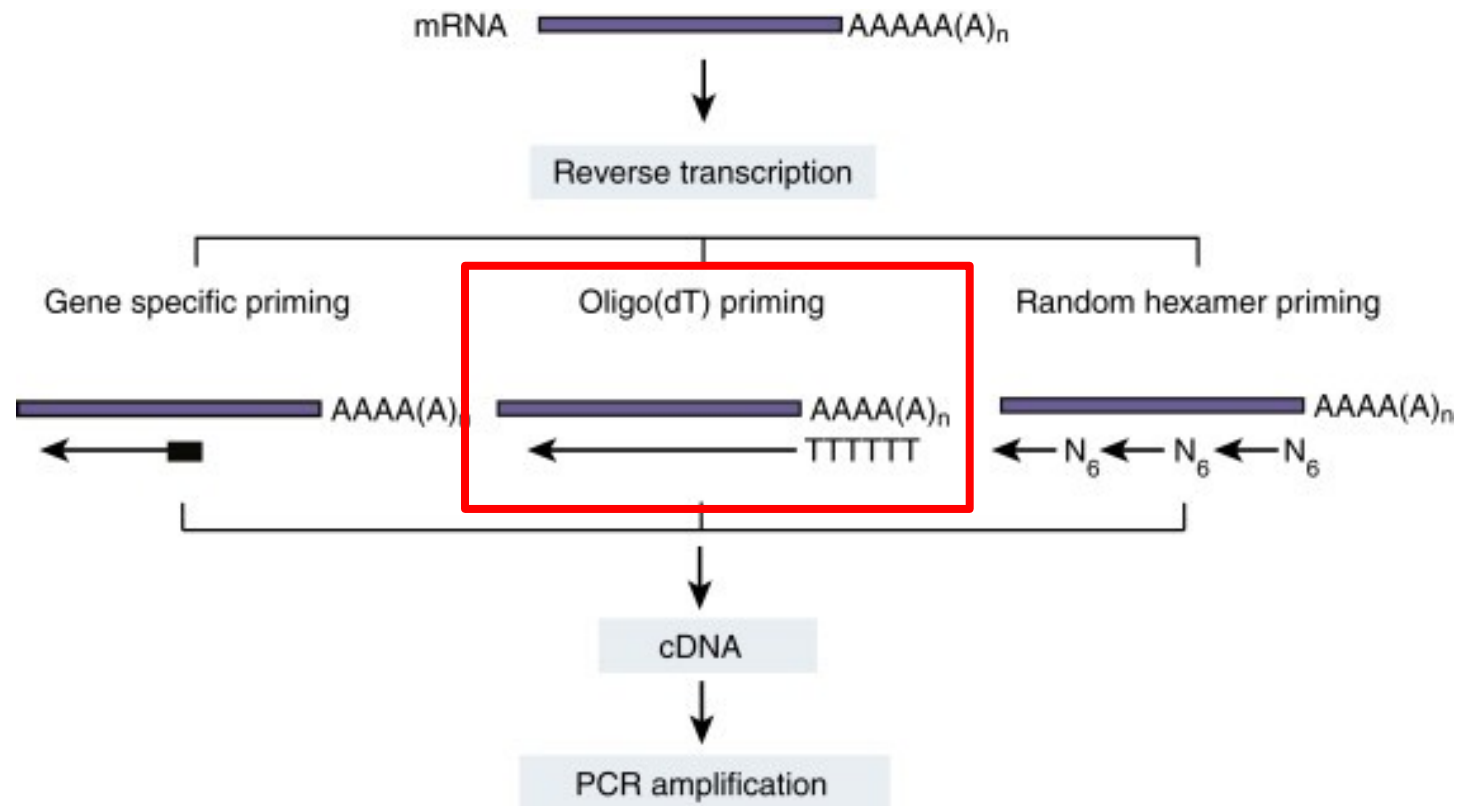 mRNA AAAAA(A)n
Reverse transcription
Gene specific priming
Oligo(dT) priming
Random hexamer priming
AAAA(A)n
AAAA(A)n
AAAA(A)n
TTTTTT
N6 N6 N6
cDNA
PCR amplification